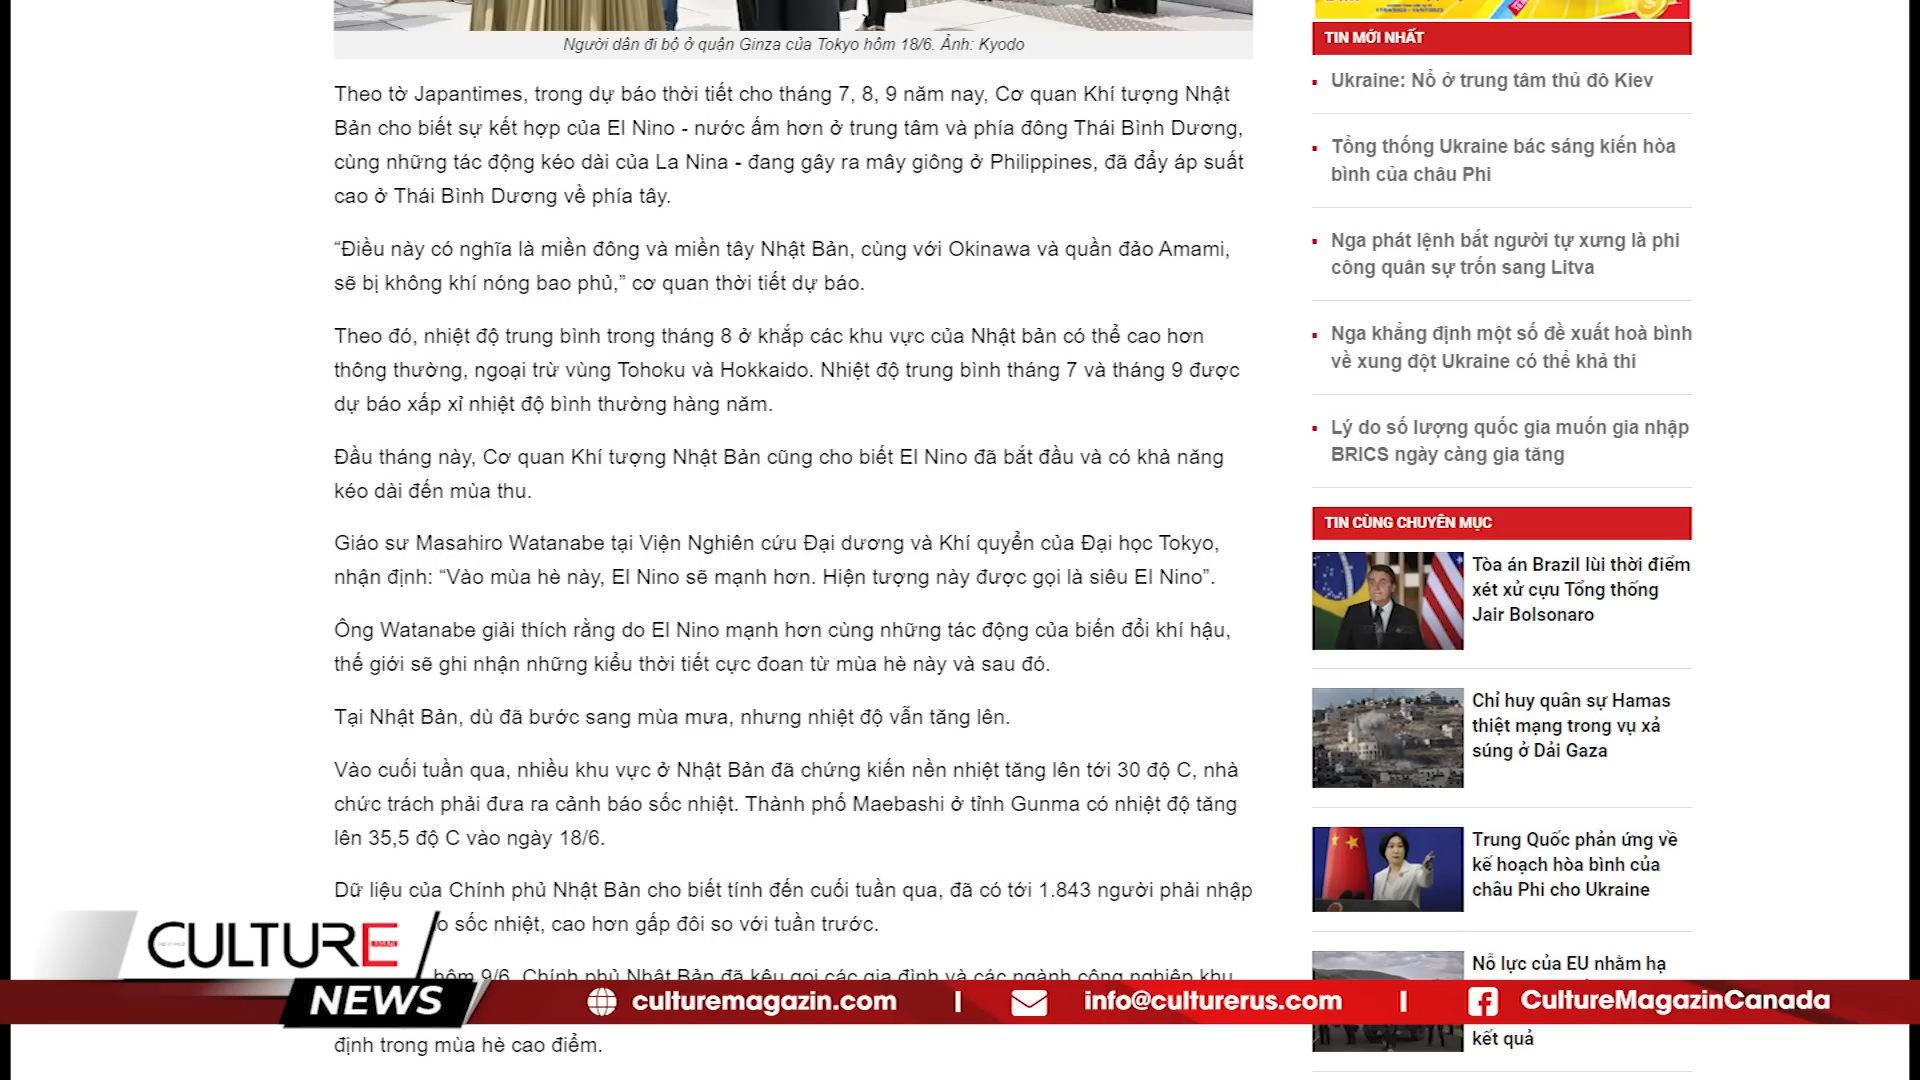 Người dân đi bộ ở quận Ginza của Tokyo hôm 18/6. Ảnh: Kyodo
Theo tờ Japantimes, trong dự báo thời tiết cho tháng 7, 8, 9 năm nay, Cơ quan Khí tượng Nhật
Bản cho biết sự kết hợp của El Nino - nước ấm hơn ở trung tâm và phía đông Thái Bình Dương,
cùng những tác động kéo dài của La Nina - đang gây ra mây giông ở Philippines, đã đẩy áp suất
cao ở Thái Bình Dương về phía tây.
“Điều này có nghĩa là miền đông và miền tây Nhật Bản, cùng với Okinawa và quần đảo Amami,
sẽ bị không khí nóng bao phủ,” cơ quan thời tiết dự báo.
Theo đó, nhiệt độ trung bình trong tháng 8 ở khắp các khu vực của Nhật bản có thể cao hơn
thông thường, ngoại trừ vùng Tohoku và Hokkaido. Nhiệt độ trung bình tháng 7 và tháng 9 được
dự báo xấp xỉ nhiệt độ bình thường hàng năm.
Đầu tháng này, Cơ quan Khí tượng Nhật Bản cũng cho biết El Nino đã bắt đầu và có khả năng
kéo dài đến mùa thu.
Giáo sư Masahiro Watanabe tại Viện Nghiên cứu Đại dương và Khí quyển của Đại học Tokyo,
nhận định: “Vào mùa hè này, El Nino sẽ mạnh hơn. Hiện tượng này được gọi là siêu El Nino”.
Ông Watanabe giải thích rằng do El Nino mạnh hơn cùng những tác động của biến đổi khí hậu,
thế giới sẽ ghi nhận những kiểu thời tiết cực đoan từ mùa hè này và sau đó.
Tại Nhật Bản, dù đã bước sang mùa mưa, nhưng nhiệt độ vẫn tăng lên.
Vào cuối tuần qua, nhiều khu vực ở Nhật Bản đã chứng kiến nền nhiệt tăng lên tới 30 độ C, nhà
chức trách phải đưa ra cảnh báo sốc nhiệt. Thành phố Maebashi ở tỉnh Gunma có nhiệt độ tăng
lên 35,5 độ C vào ngày 18/6.
Dữ liệu của Chính phủ Nhật Bản cho biết tính đến cuối tuần qua, đã có tới 1.843 người phải nhập
o sốc nhiệt, cao hơn gấp đôi so với tuần trước.
hôm 9/6, Chính phủ Nhật Bản đã kêu gọi các gia đình và các ngành công nghiệp khu
định trong mùa hè cao điểm.
TIN MỚI NHẤT
Ukraine: Nổ ở trung tâm thủ đô Kiev
Tổng thống Ukraine bác sáng kiến hòa
bình của châu Phi
Nga phát lệnh bắt người tự xưng là phi
công quân sự trốn sang Litva
Nga khẳng định một số đề xuất hoà bình
về xung đột Ukraine có thể khả thi
Lý do số lượng quốc gia muốn gia nhập
BRICS ngày càng gia tăng
TIN CÙNG CHUYÊN MỤC
Tòa án Brazil lùi thời điểm
xét xử cựu Tổng thống
Jair Bolsonaro
Chỉ huy quân sự Hamas
thiệt mạng trong vụ xả
súng ở Dải Gaza
Trung Quốc phản ứng về
kế hoạch hòa bình của
châu Phi cho Ukraine
Nỗ lực của EU nhằm hạ
kết quả
CULTURE
MAGAZIN
NEWS
culturemagazin.com | info@culturerus.com | CultureMagazinCanada